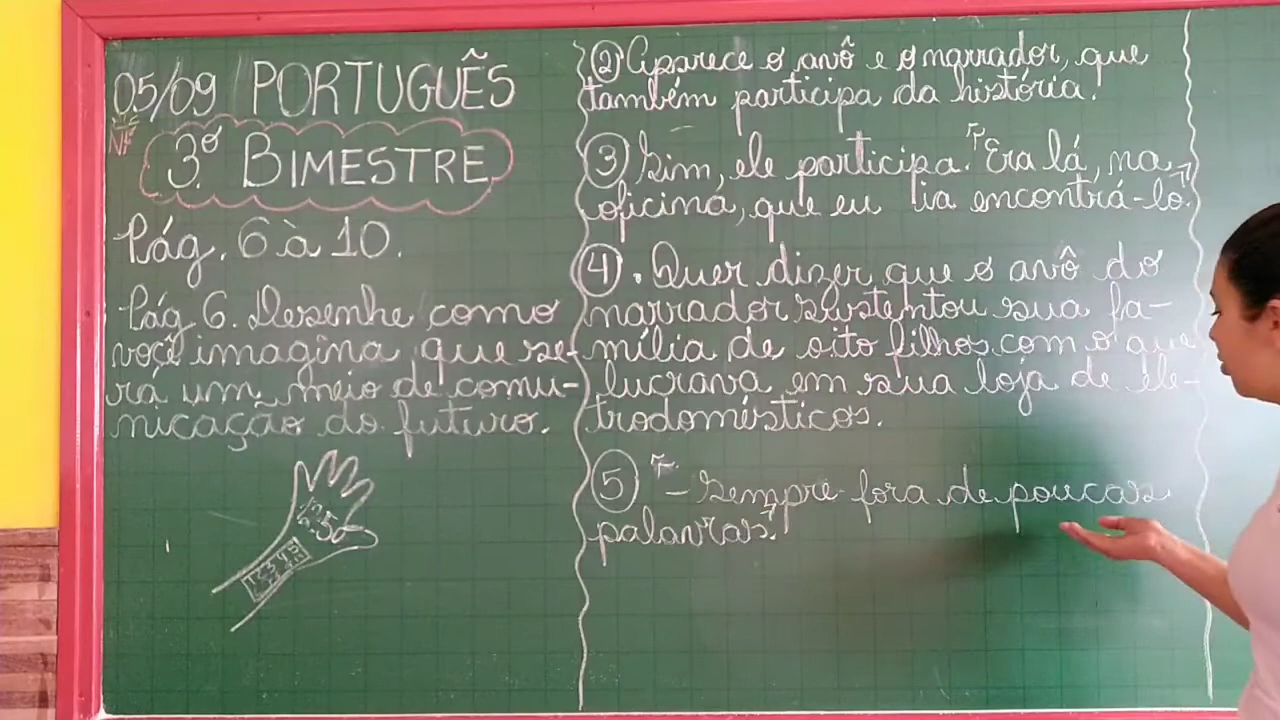 05/09 PORTUGUÊS
NF
3º BIMESTRE
Pág. 6 à 10.
Pág 6. Desenhe como
você imagina que se-
rá um meio de comu-
nicação do futuro.
12:50
② Aparece o avô e o narrador, que
também participa da história.
③ Sim, ele participa. "Era lá, na
oficina, que eu ia encontrá-lo".
④. Quer dizer que o avô do
narrador sustentou sua fa-
mília de oito filhos com o que
lucrava em sua loja de ele-
trodomésticos.
⑤ "- Sempre fora de poucas
palavras".